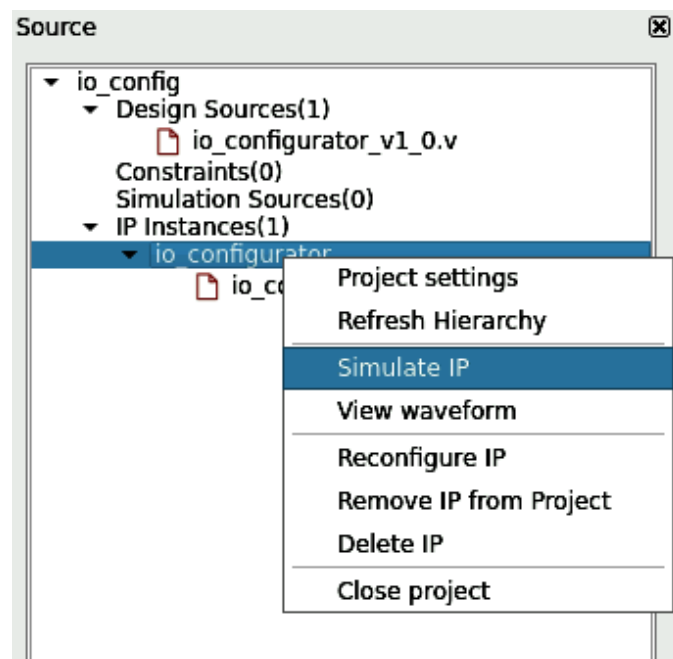 Source
io_config
Design Sources(1)
io_configurator_v1_0.v
Constraints(0)
Simulation Sources(0)
IP Instances(1)
io_configurator
Project settings
Refresh Hierarchy
Simulate IP
View waveform
Reconfigure IP
Remove IP from Project
Delete IP
Close project